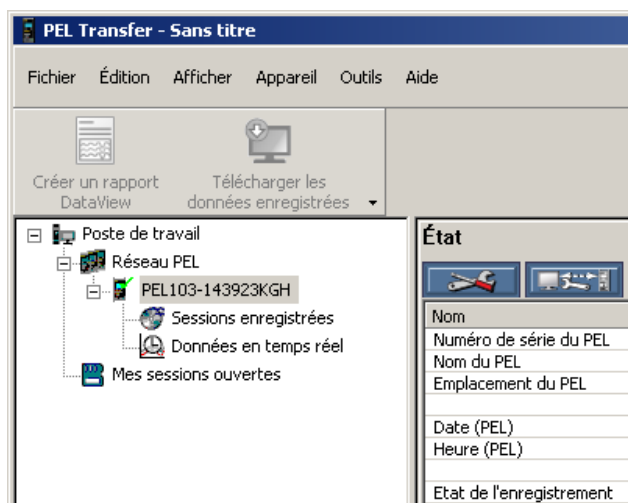 PEL Transfer - Sans titre
Fichier Édition Afficher Appareil Outils Aide
Créer un rapport DataView
Télécharger les données enregistrées
Poste de travail
Réseau PEL
PEL103-143923KGH
Sessions enregistrées
Données en temps réel
Mes sessions ouvertes
État
Nom
Numéro de série du PEL
Nom du PEL
Emplacement du PEL
Date (PEL)
Heure (PEL)
Etat de l'enregistrement